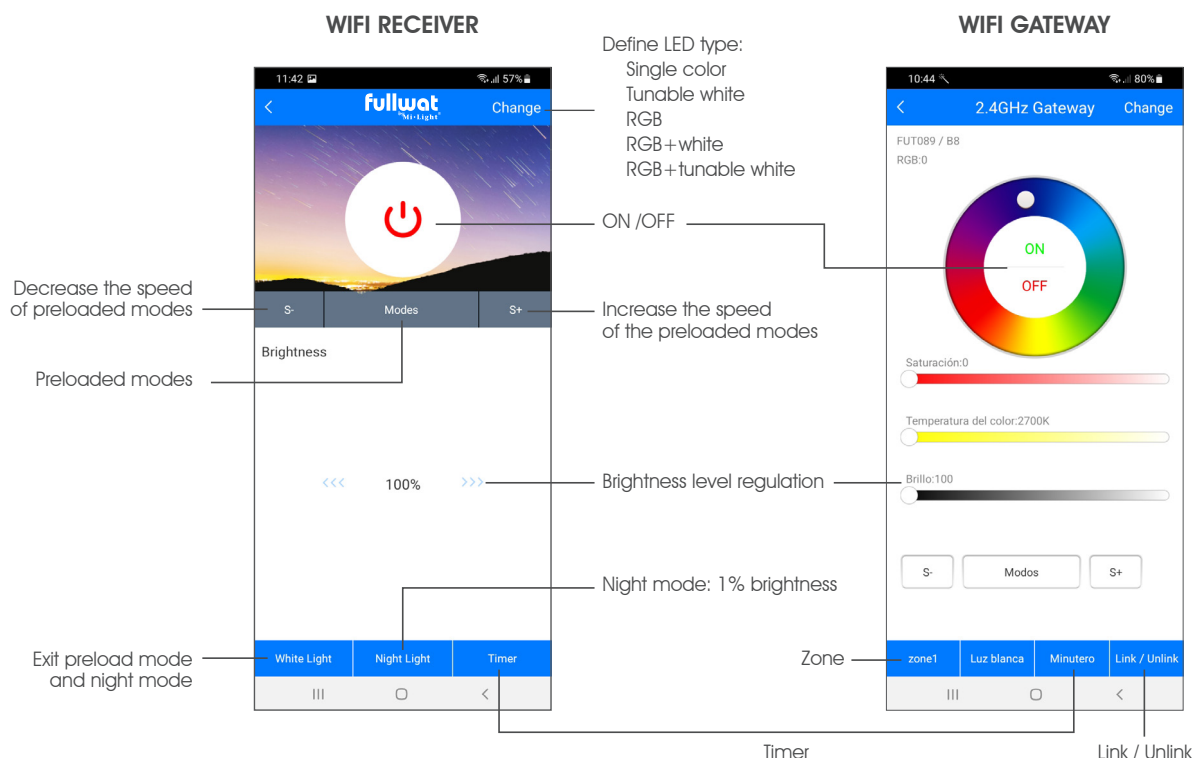 WIFI RECEIVER
WIFI GATEWAY
Define LED type:
Single color
Tunable white
RGB
RGB+white
RGB+tunable white
11:42
57%
fullwat
by Mi·Light
Change
10:44
80%
2.4GHz Gateway
Change
FUT089 / B8
RGB:0
ON /OFF
ON
OFF
Decrease the speed
of preloaded modes
S-
Modes
S+
Increase the speed
of the preloaded modes
Brightness
Preloaded modes
Saturación:0
Temperatura del color:2700K
100%
Brightness level regulation
Brillo:100
S-
Modos
S+
Night mode: 1% brightness
Exit preload mode
and night mode
White Light
Night Light
Timer
Zone
zone1
Luz blanca
Minutero
Link / Unlink
Timer
Link / Unlink